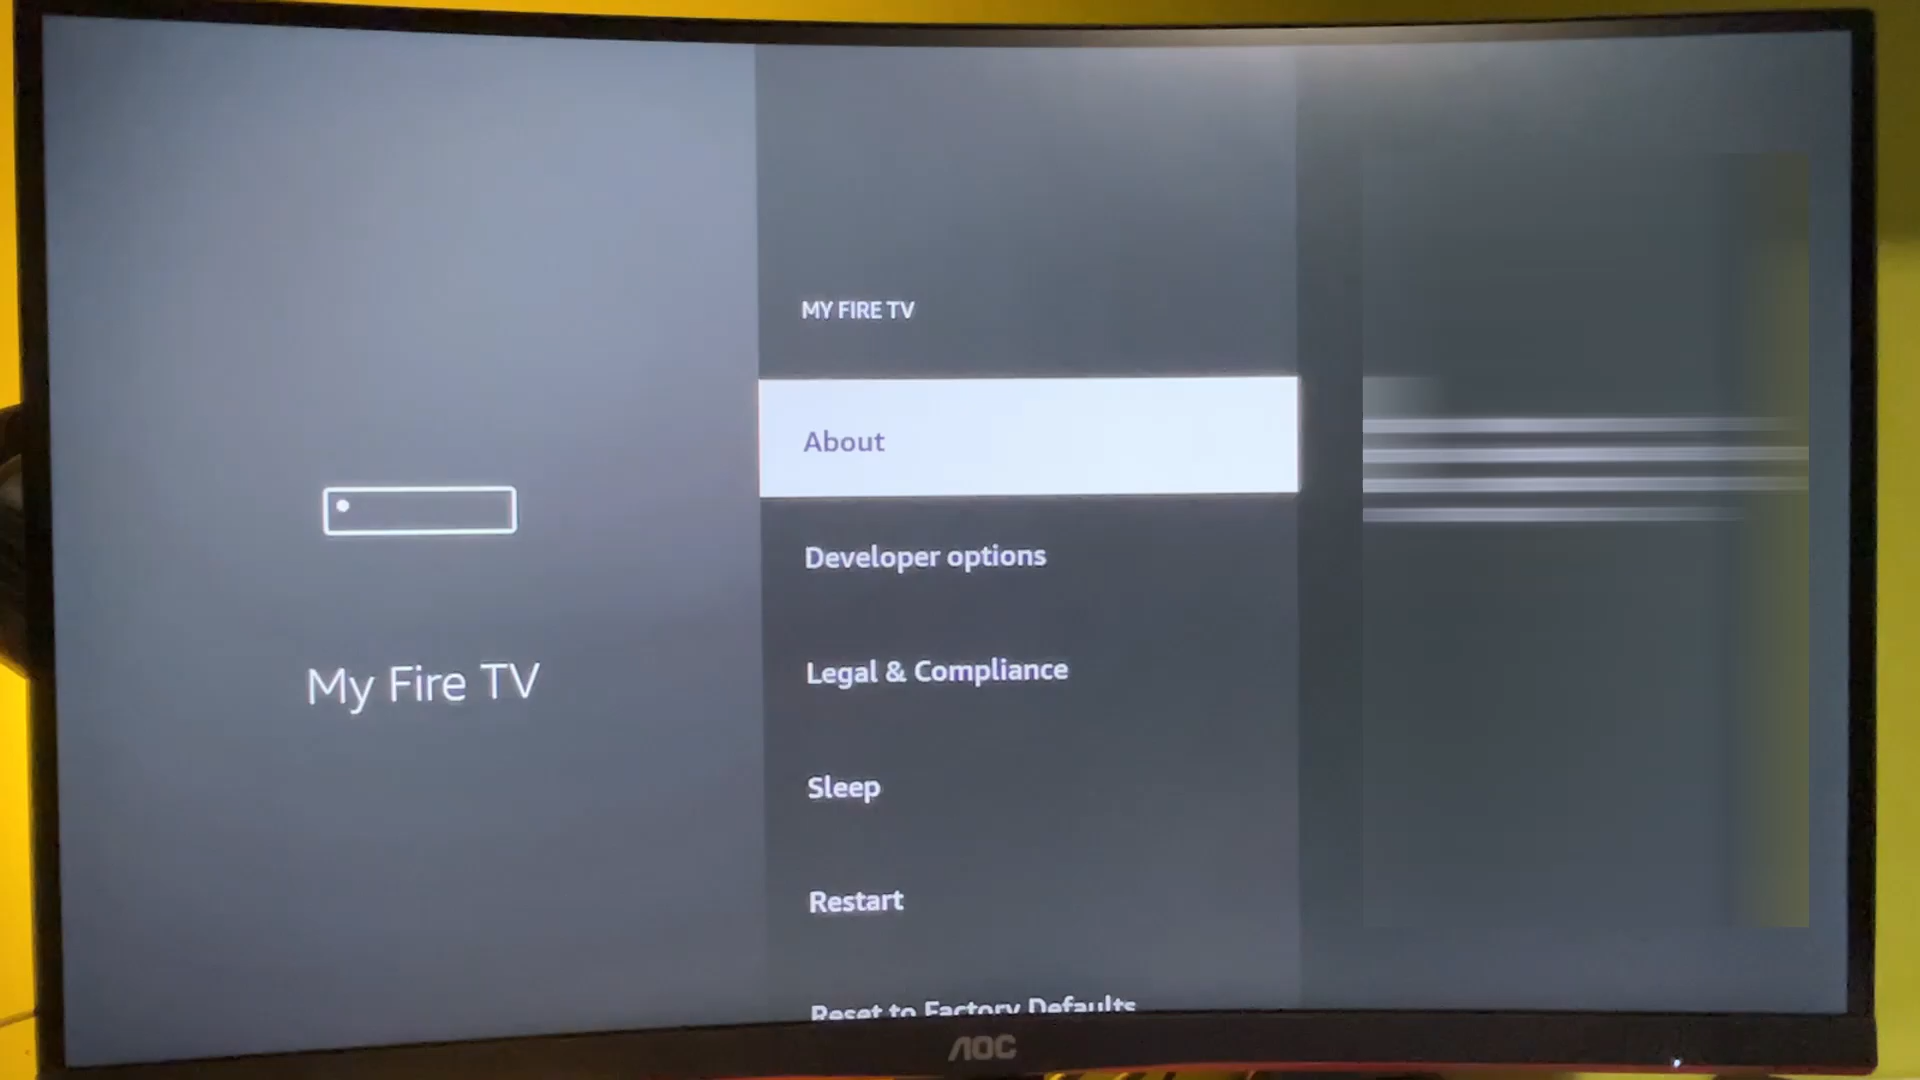 MY FIRE TV
About
Developer options
Legal & Compliance
Sleep
Restart
Reset to Factory Defaults
My Fire TV
AOC